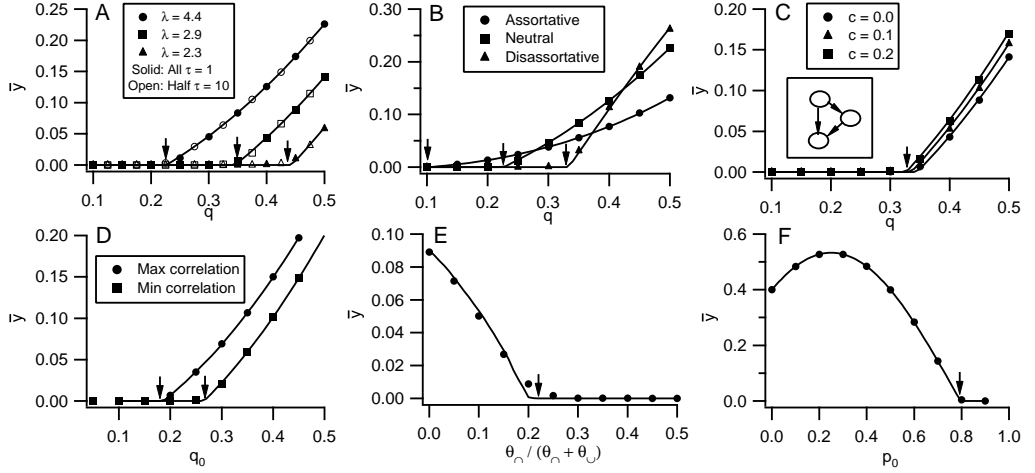 A
λ = 4.4
λ = 2.9
λ = 2.3
Solid: All τ = 1
Open: Half τ = 10
0.25
0.20
0.15
0.10
0.05
0.00
y̅
0.1 0.2 0.3 0.4 0.5
q
B
Assortative
Neutral
Disassortative
0.30
0.20
0.10
0.00
y̅
0.1 0.2 0.3 0.4 0.5
q
C
c = 0.0
c = 0.1
c = 0.2
0.20
0.15
0.10
0.05
0.00
y̅
0.1 0.2 0.3 0.4 0.5
q
D
Max correlation
Min correlation
0.20
0.15
0.10
0.05
0.00
y̅
0.1 0.2 0.3 0.4 0.5
q₀
E
0.10
0.08
0.06
0.04
0.02
0.00
y̅
0.0 0.1 0.2 0.3 0.4 0.5
θ∩ / (θ∩ + θ∪)
F
0.6
0.4
0.2
0.0
y̅
0.0 0.2 0.4 0.6 0.8 1.0
p₀